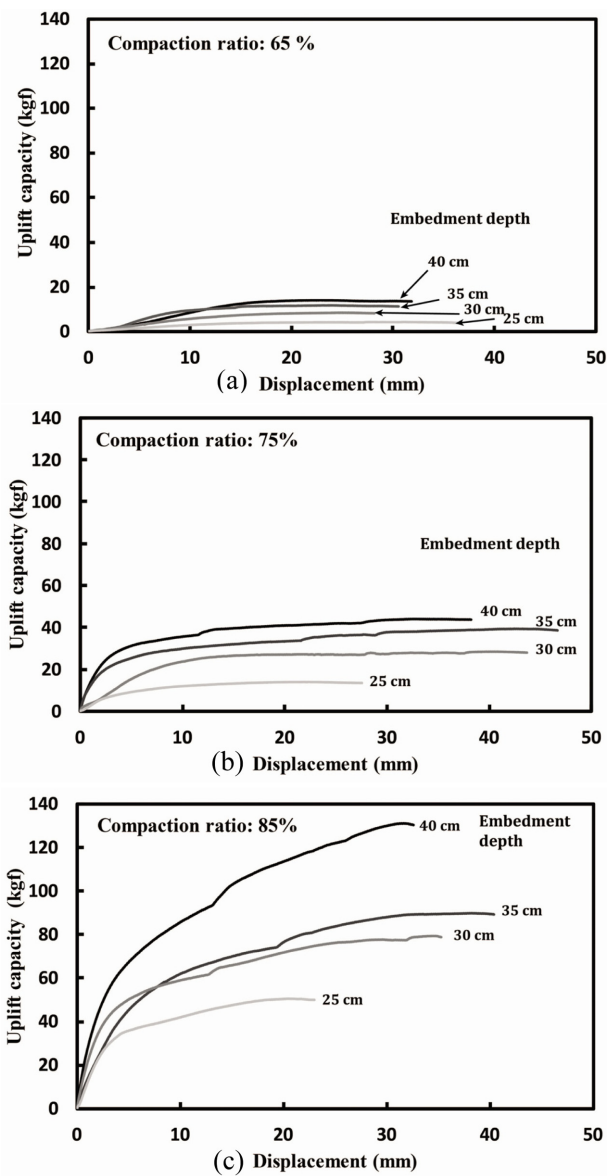 Compaction ratio: 65 %
Uplift capacity (kgf)
140
120
100
80
60
40
20
0
Embedment depth
40 cm
35 cm
30 cm
25 cm
0 10 20 30 40 50
(a) Displacement (mm)
Compaction ratio: 75%
Uplift capacity (kgf)
140
120
100
80
60
40
20
0
Embedment depth
40 cm
35 cm
30 cm
25 cm
0 10 20 30 40 50
(b) Displacement (mm)
Compaction ratio: 85%
Uplift capacity (kgf)
140
120
100
80
60
40
20
0
Embedment
depth
40 cm
35 cm
30 cm
25 cm
0 10 20 30 40 50
(c) Displacement (mm)